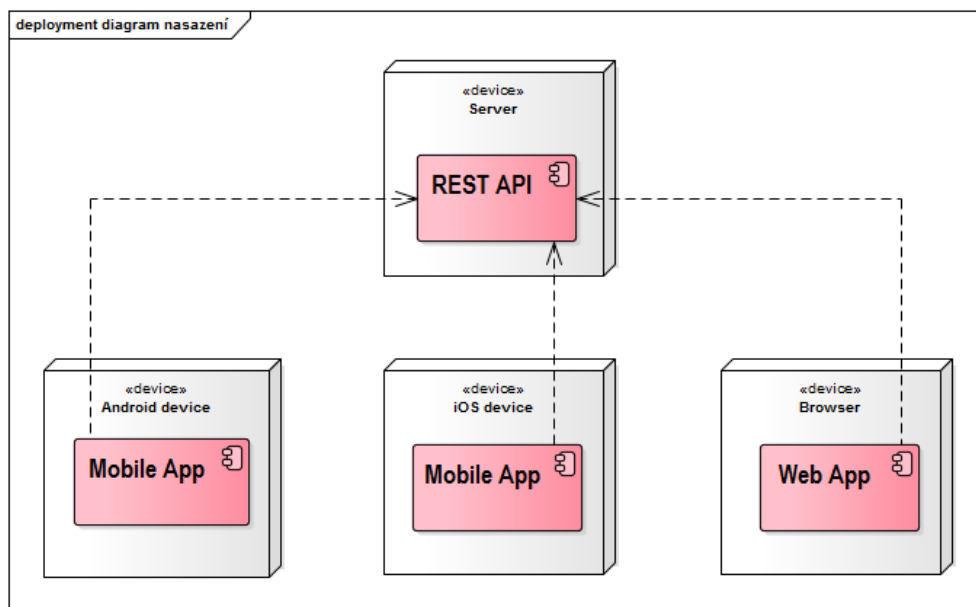 deployment diagram nasazení
«device»
Server
REST API
«device»
Android device
Mobile App
«device»
iOS device
Mobile App
«device»
Browser
Web App